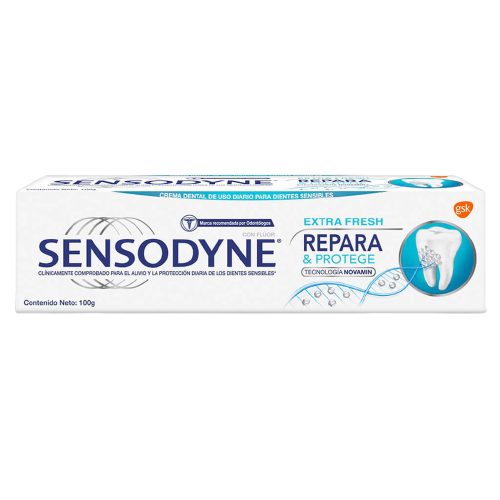 REPARA
CREMA DENTAL DE USO DIARIO PARA DIENTES SENSIBLES
Marca recomendada por Odontólogos
CON FLÚOR
SENSODYNE®
CLÍNICAMENTE COMPROBADO PARA EL ALIVIO Y LA PROTECCIÓN DIARIA DE LOS DIENTES SENSIBLES*
Contenido Neto: 100g
EXTRA FRESH
REPARA
& PROTEGE
TECNOLOGÍA NOVAMIN
gsk